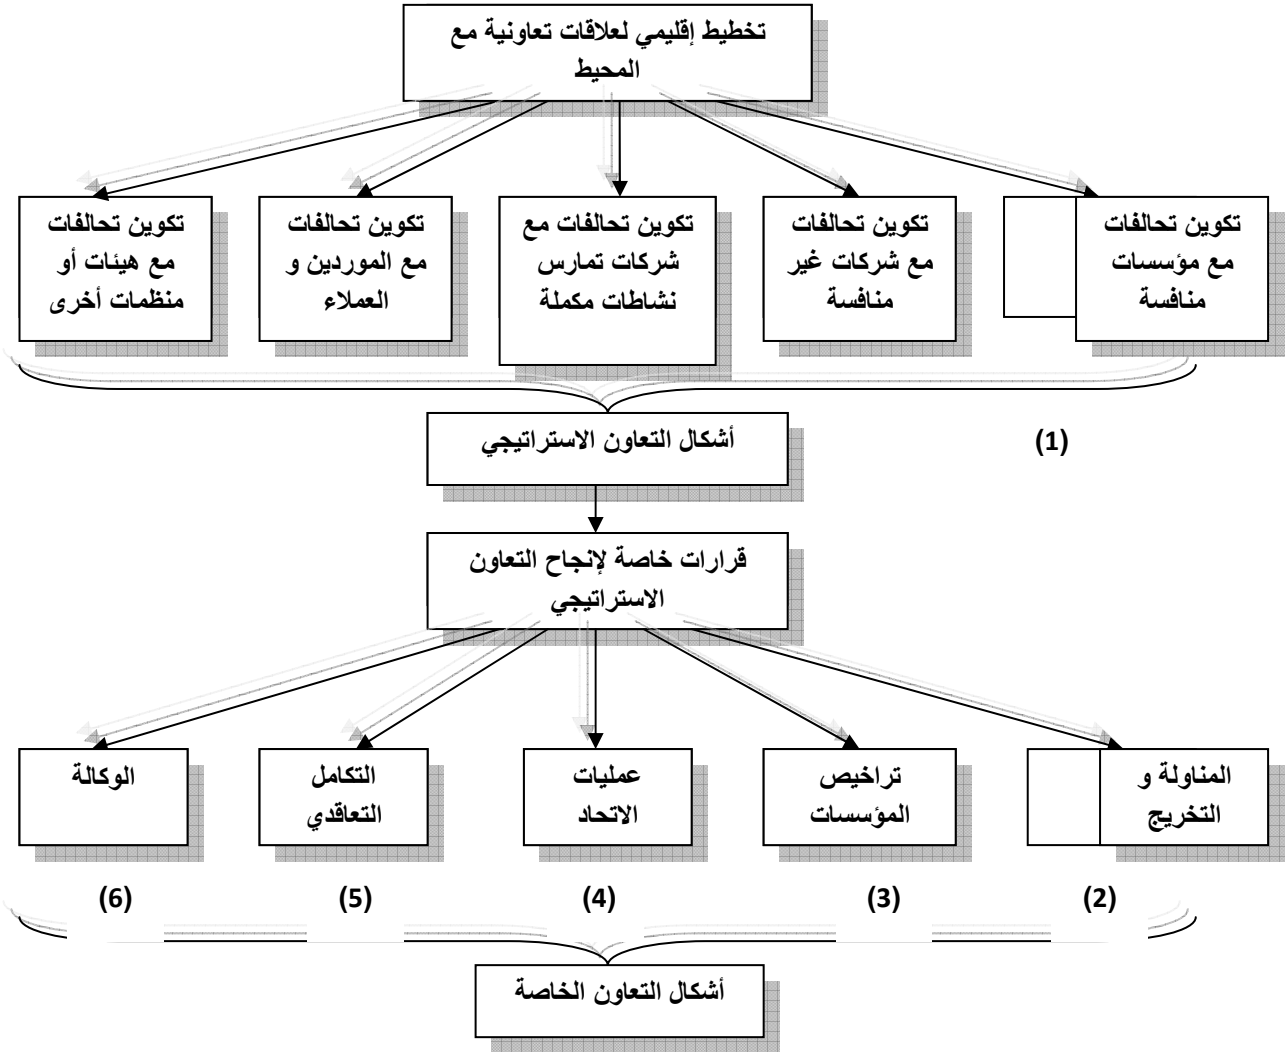 تخطيط إقليمي لعلاقات تعاونية مع
المحيط
تكوين تحالفات
مع مؤسسات
منافسة
تكوين تحالفات
مع شركات غير
منافسة
تكوين تحالفات مع
شركات تمارس
نشاطات مكملة
تكوين تحالفات
مع الموردين و
العملاء
تكوين تحالفات
مع هيئات أو
منظمات أخرى
(1)
أشكال التعاون الاستراتيجي
قرارات خاصة لإنجاح التعاون
الاستراتيجي
المناولة و
التخريج
تراخيص
المؤسسات
عمليات
الاتحاد
التكامل
التعاقدي
الوكالة
(2)
(3)
(4)
(5)
(6)
أشكال التعاون الخاصة